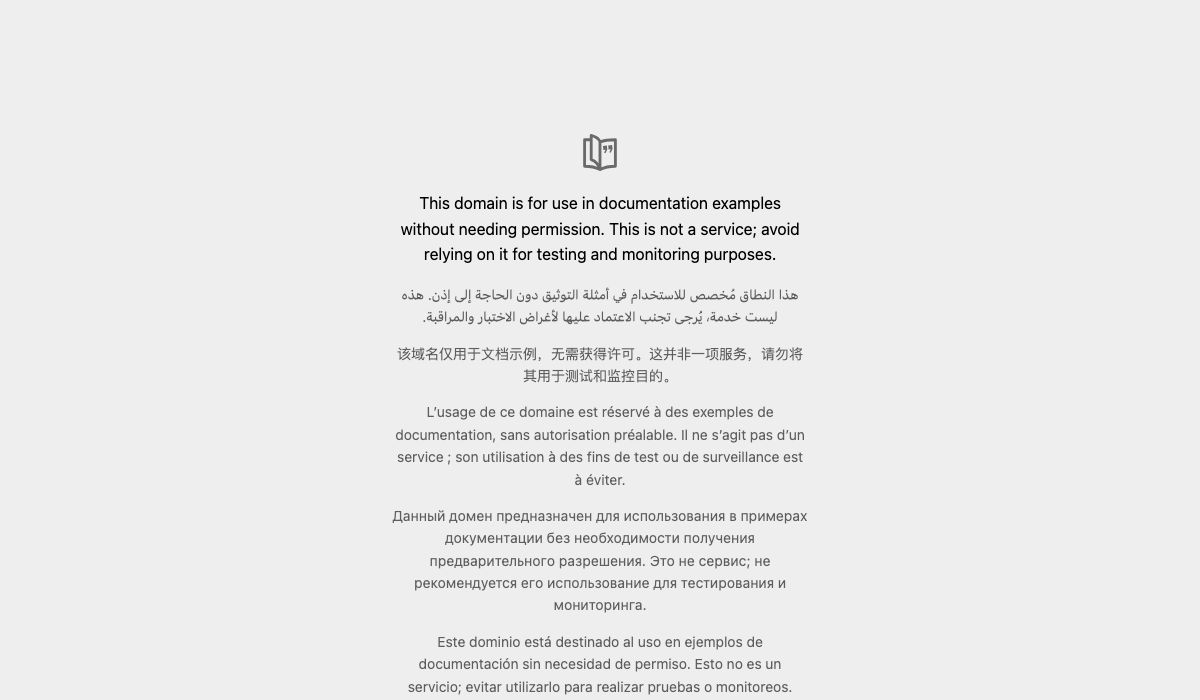 This domain is for use in documentation examples
without needing permission. This is not a service; avoid
relying on it for testing and monitoring purposes.
هذا النطاق مُخصص للاستخدام في أمثلة التوثيق دون الحاجة إلى إذن. هذه
ليست خدمة، يُرجى تجنب الاعتماد عليها لأغراض الاختبار والمراقبة.
该域名仅用于文档示例，无需获得许可。这并非一项服务，请勿将
其用于测试和监控目的。
L’usage de ce domaine est réservé à des exemples de
documentation, sans autorisation préalable. Il ne s’agit pas d’un
service ; son utilisation à des fins de test ou de surveillance est
à éviter.
Данный домен предназначен для использования в примерах
документации без необходимости получения
предварительного разрешения. Это не сервис; не
рекомендуется его использование для тестирования и
мониторинга.
Este dominio está destinado al uso en ejemplos de
documentación sin necesidad de permiso. Esto no es un
servicio; evitar utilizarlo para realizar pruebas o monitoreos.